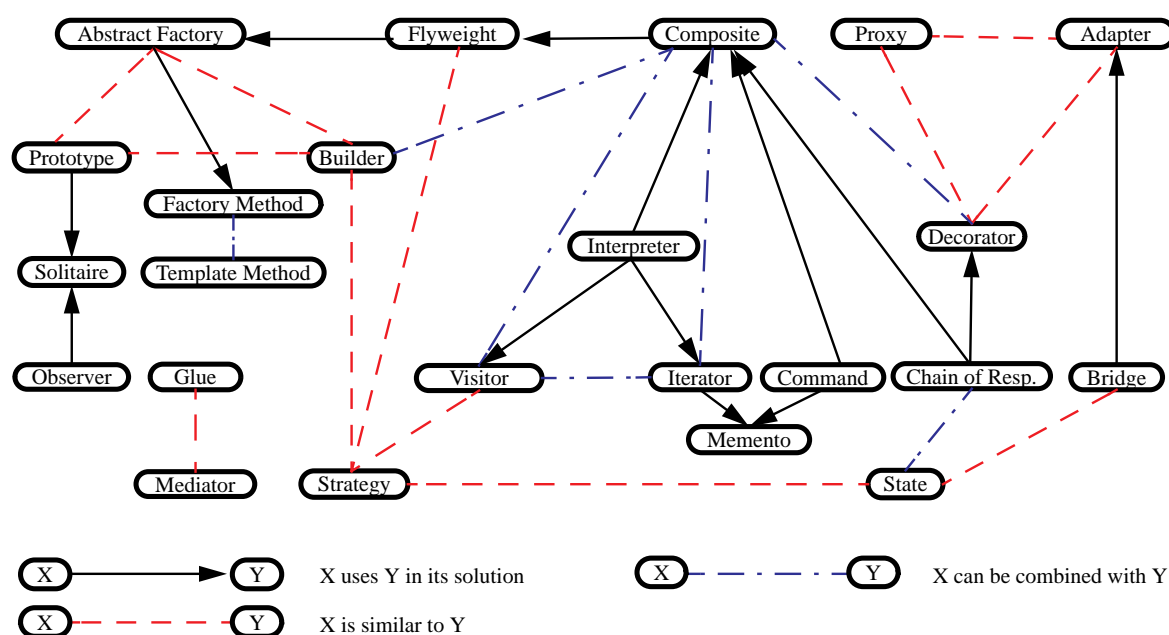 Abstract Factory
Flyweight
Composite
Proxy
Adapter
Prototype
Builder
Factory Method
Decorator
Interpreter
Solitaire
Template Method
Observer
Glue
Visitor
Iterator
Command
Chain of Resp.
Bridge
Memento
Mediator
Strategy
State
X
Y
X uses Y in its solution
X
Y
X can be combined with Y
X
Y
X is similar to Y